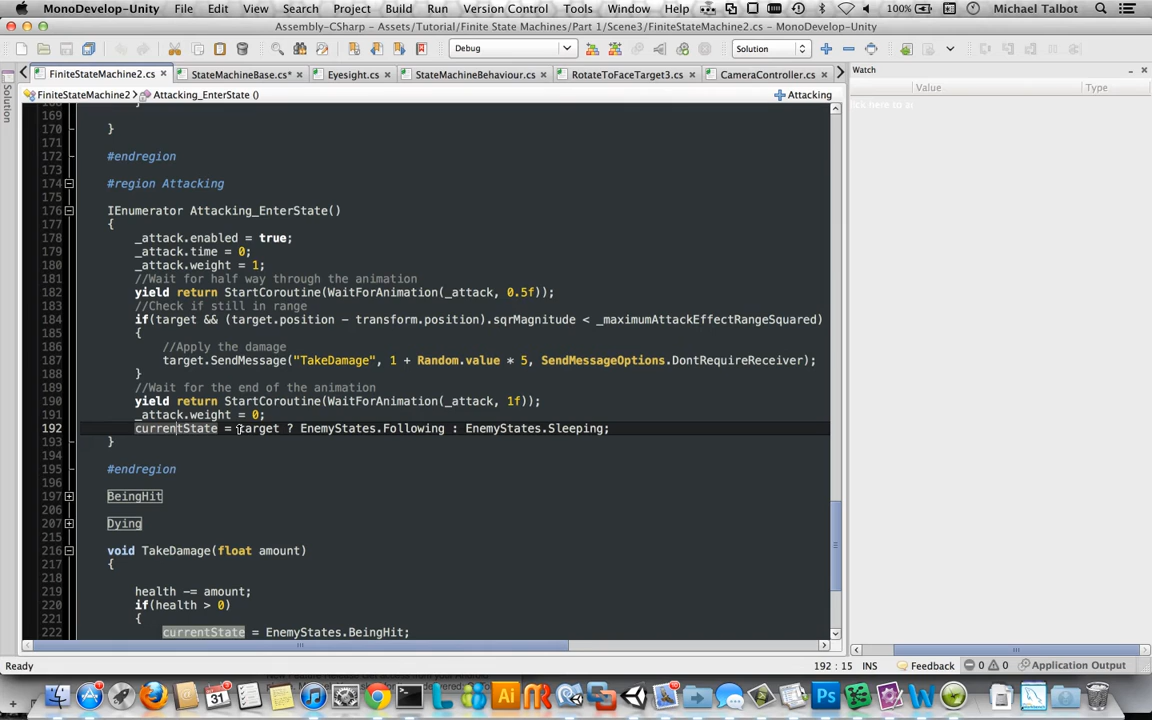 MonoDevelop-Unity File Edit View Search Project Build Run Version Control Tools Window Help 100% Michael Talbot
Assembly-CSharp – Assets/Tutorial/Finite State Machines/Part 1/Scene3/FiniteStateMachine2.cs – MonoDevelop-Unity
Debug Solution
FiniteStateMachine2.cs × StateMachineBase.cs* × Eyesight.cs × StateMachineBehaviour.cs × RotateToFaceTarget3.cs × CameraController.cs × Watch
Solution
FiniteStateMachine2 › Attacking_EnterState () Attacking
Value Type
169
170 }
171
172 #endregion
173
174 #region Attacking
175
176 IEnumerator Attacking_EnterState()
177 {
178 _attack.enabled = true;
179 _attack.time = 0;
180 _attack.weight = 1;
181 //Wait for half way through the animation
182 yield return StartCoroutine(WaitForAnimation(_attack, 0.5f));
183 //Check if still in range
184 if(target && (target.position - transform.position).sqrMagnitude < _maximumAttackEffectRangeSquared)
185 {
186 //Apply the damage
187 target.SendMessage("TakeDamage", 1 + Random.value * 5, SendMessageOptions.DontRequireReceiver);
188 }
189 //Wait for the end of the animation
190 yield return StartCoroutine(WaitForAnimation(_attack, 1f));
191 _attack.weight = 0;
192 currentState = target ? EnemyStates.Following : EnemyStates.Sleeping;
193 }
194
195 #endregion
196
197 BeingHit
206
207 Dying
215
216 void TakeDamage(float amount)
217 {
218
219 health -= amount;
220 if(health > 0)
221 {
222 currentState = EnemyStates.BeingHit;
Ready 192 : 15 INS Feedback 0 0 Application Output